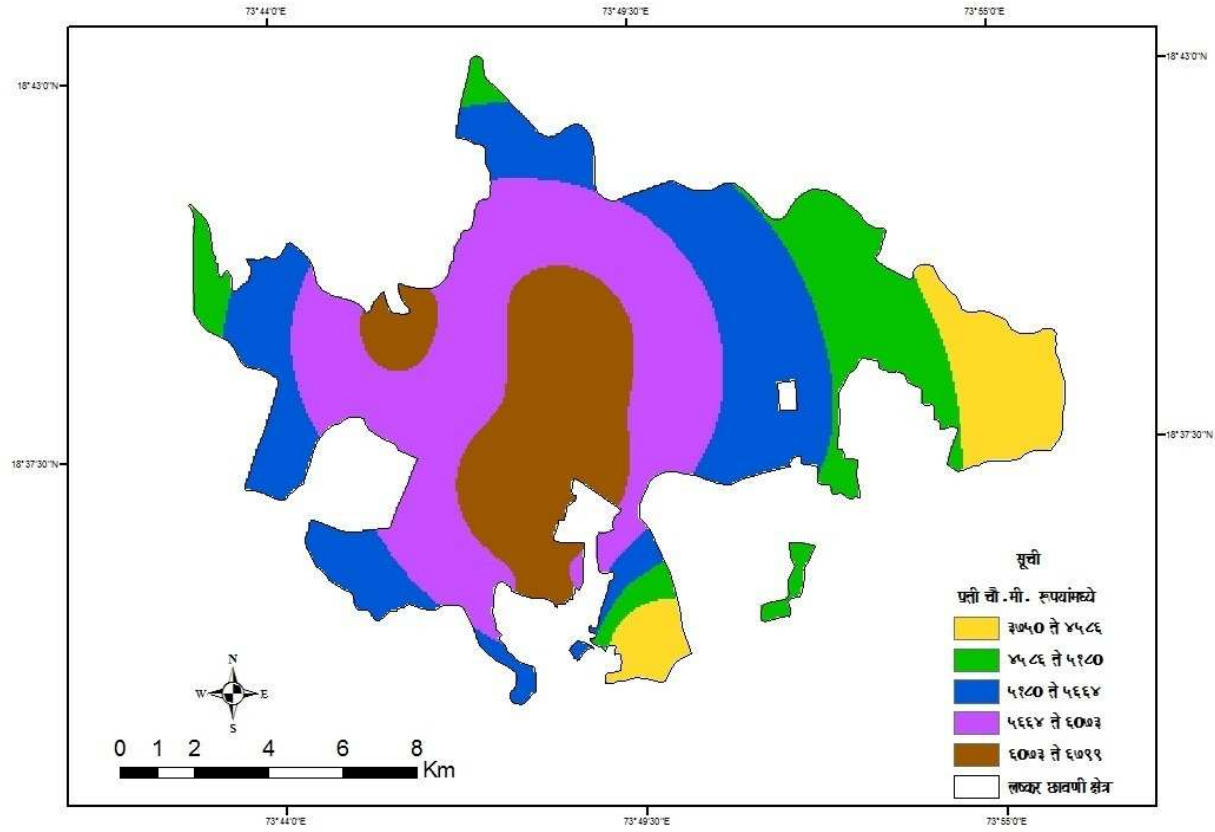 73°44'0"E 73°49'30"E 73°55'0"E
18°43'0"N 18°43'0"N
18°37'30"N 18°37'30"N
सूची
प्रती चौ.मी. रूपयांमध्ये
३७५० ते ४५८६
४५८६ ते ५१८०
५१८० ते ५६६४
५६६४ ते ६०७३
६०७३ ते ६७९९
लष्कर छावणी क्षेत्र
N
W E
S
0 1 2 4 6 8
Km
73°44'0"E 73°49'30"E 73°55'0"E